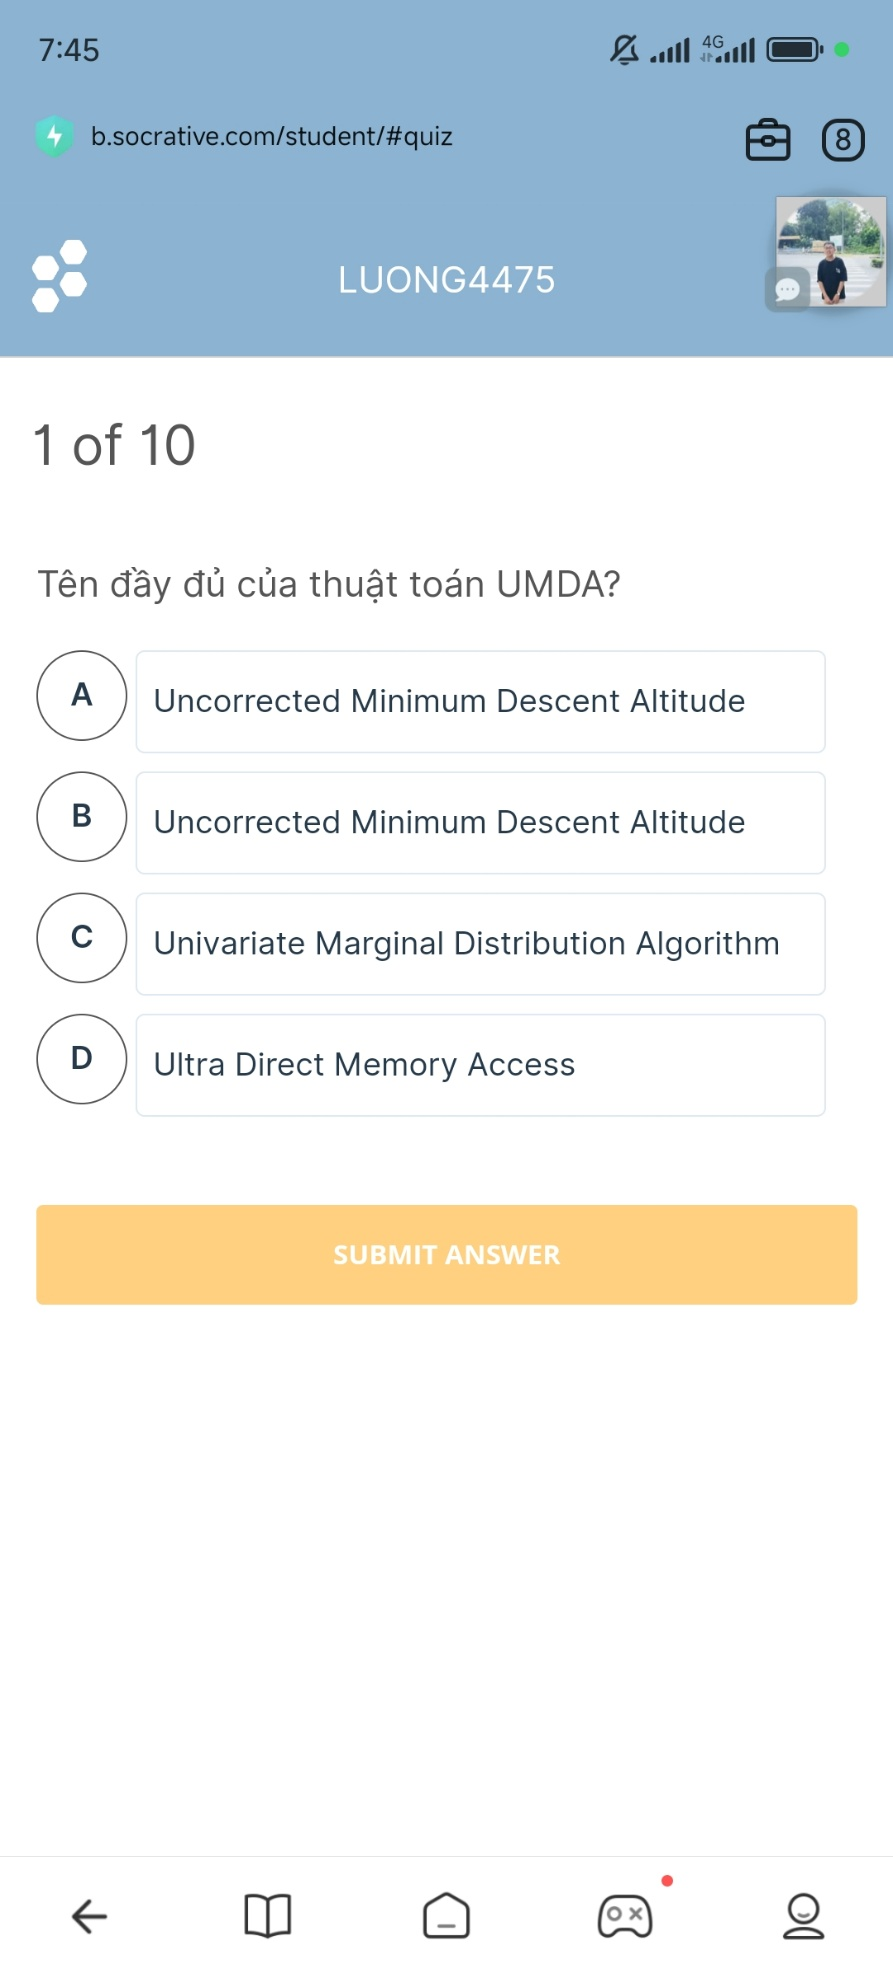 7:45
4G
b.socrative.com/student/#quiz
8
LUONG4475
1 of 10
Tên đầy đủ của thuật toán UMDA?
A
Uncorrected Minimum Descent Altitude
B
Uncorrected Minimum Descent Altitude
C
Univariate Marginal Distribution Algorithm
D
Ultra Direct Memory Access
SUBMIT ANSWER